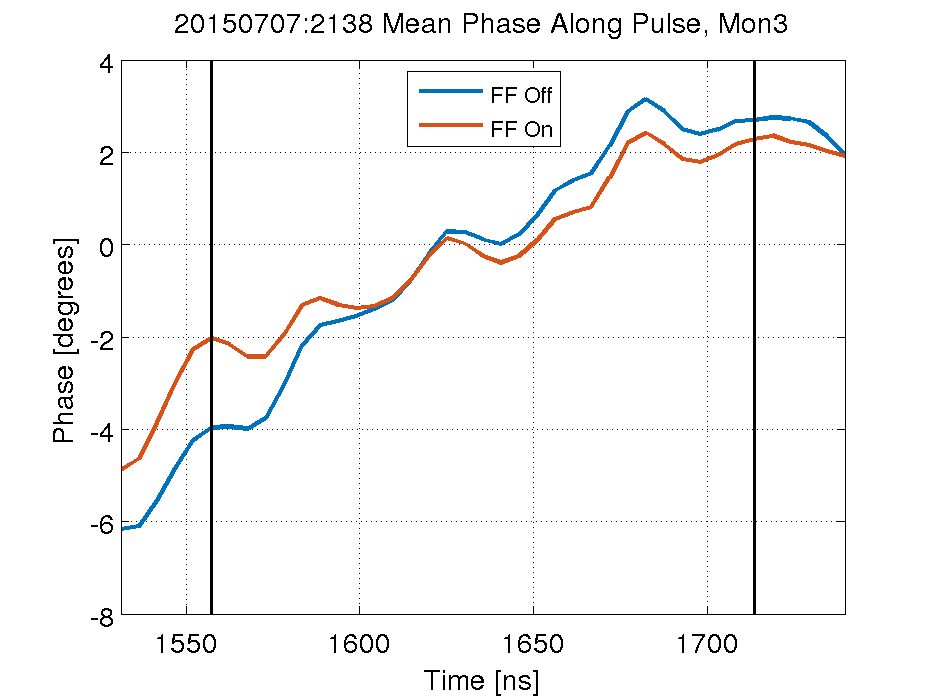 20150707:2138 Mean Phase Along Pulse, Mon3
FF Off
FF On
Phase [degrees]
4
2
0
-2
-4
-6
-8
1550
1600
1650
1700
Time [ns]